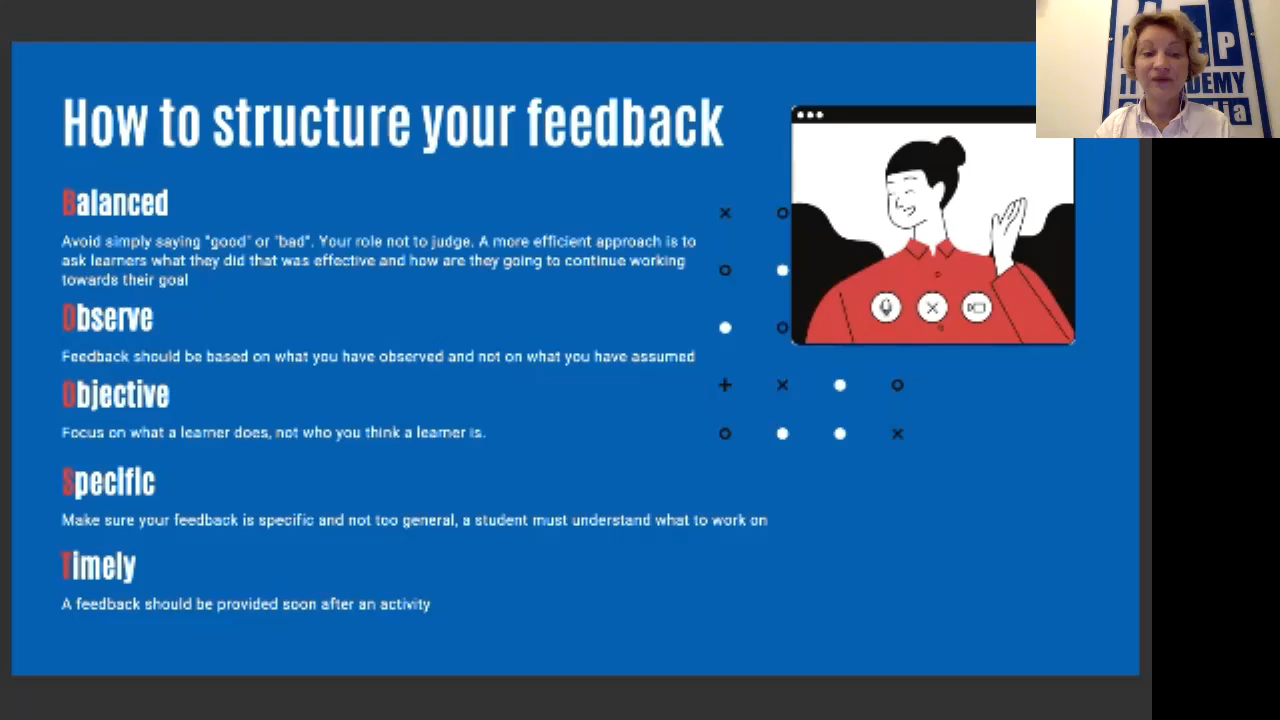 How to structure your feedback
Balanced
Avoid simply saying "good" or "bad". Your role not to judge. A more efficient approach is to
ask learners what they did that was effective and how are they going to continue working
towards their goal
Observe
Feedback should be based on what you have observed and not on what you have assumed
Objective
Focus on what a learner does, not who you think a learner is.
Specific
Make sure your feedback is specific and not too general, a student must understand what to work on
Timely
A feedback should be provided soon after an activity